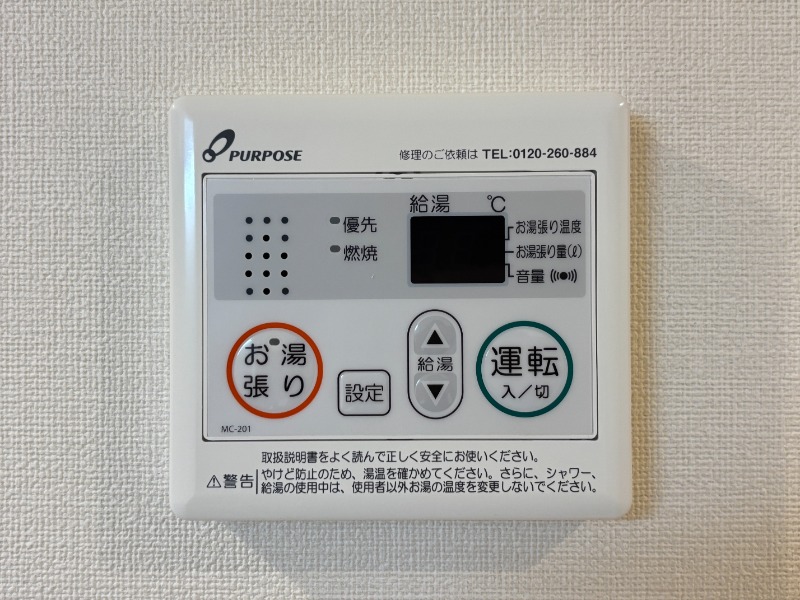 PURPOSE
修理のご依頼は TEL:0120-260-884
給湯 ℃
優先
燃焼
お湯張り温度
お湯張り量(ℓ)
音量
お湯
張り
設定
▲
給湯
▼
運転
入/切
MC-201
取扱説明書をよく読んで正しく安全にお使いください。
⚠警告
やけど防止のため、湯温を確かめてください。さらに、シャワー、
給湯の使用中は、使用者以外お湯の温度を変更しないでください。